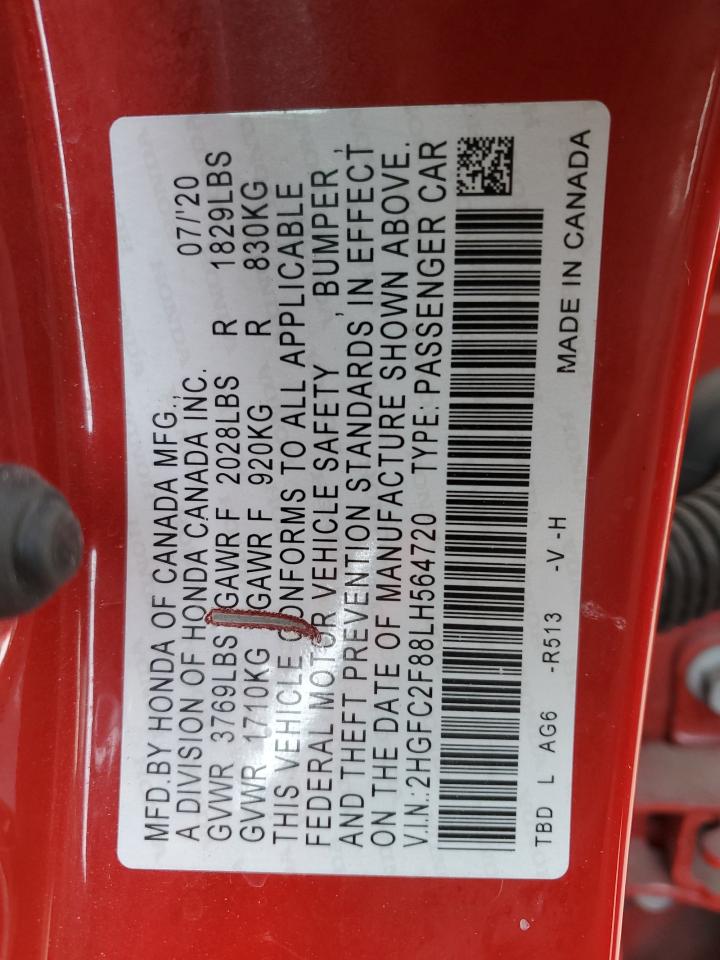 MFD. BY HONDA OF CANADA MFG., 07/'20
A DIVISION OF HONDA CANADA INC.
GVWR 3769LBS GAWR F 2028LBS R 1829LBS
GVWR 1710KG GAWR F 920KG R 830KG
THIS VEHICLE CONFORMS TO ALL APPLICABLE
FEDERAL MOTOR VEHICLE SAFETY , BUMPER ,
AND THEFT PREVENTION STANDARDS IN EFFECT
ON THE DATE OF MANUFACTURE SHOWN ABOVE.
V.I.N.: 2HGFC2F88LH564720 TYPE: PASSENGER CAR
TBD L AG6 -R513 -V -H MADE IN CANADA